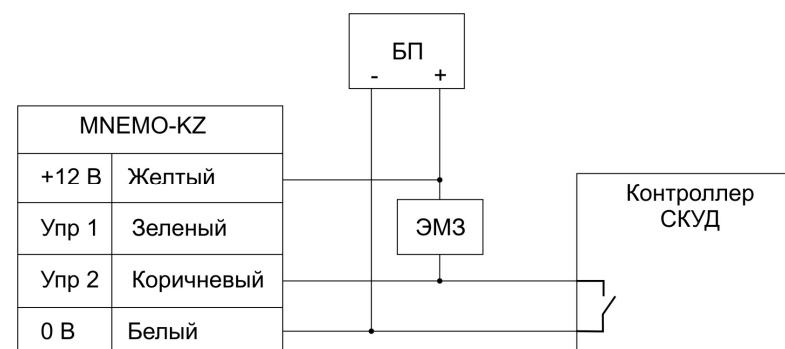 БП
- +
MNEMO-KZ
+12 В Желтый
Упр 1 Зеленый
Упр 2 Коричневый
0 В Белый
ЭМЗ
Контроллер
СКУД